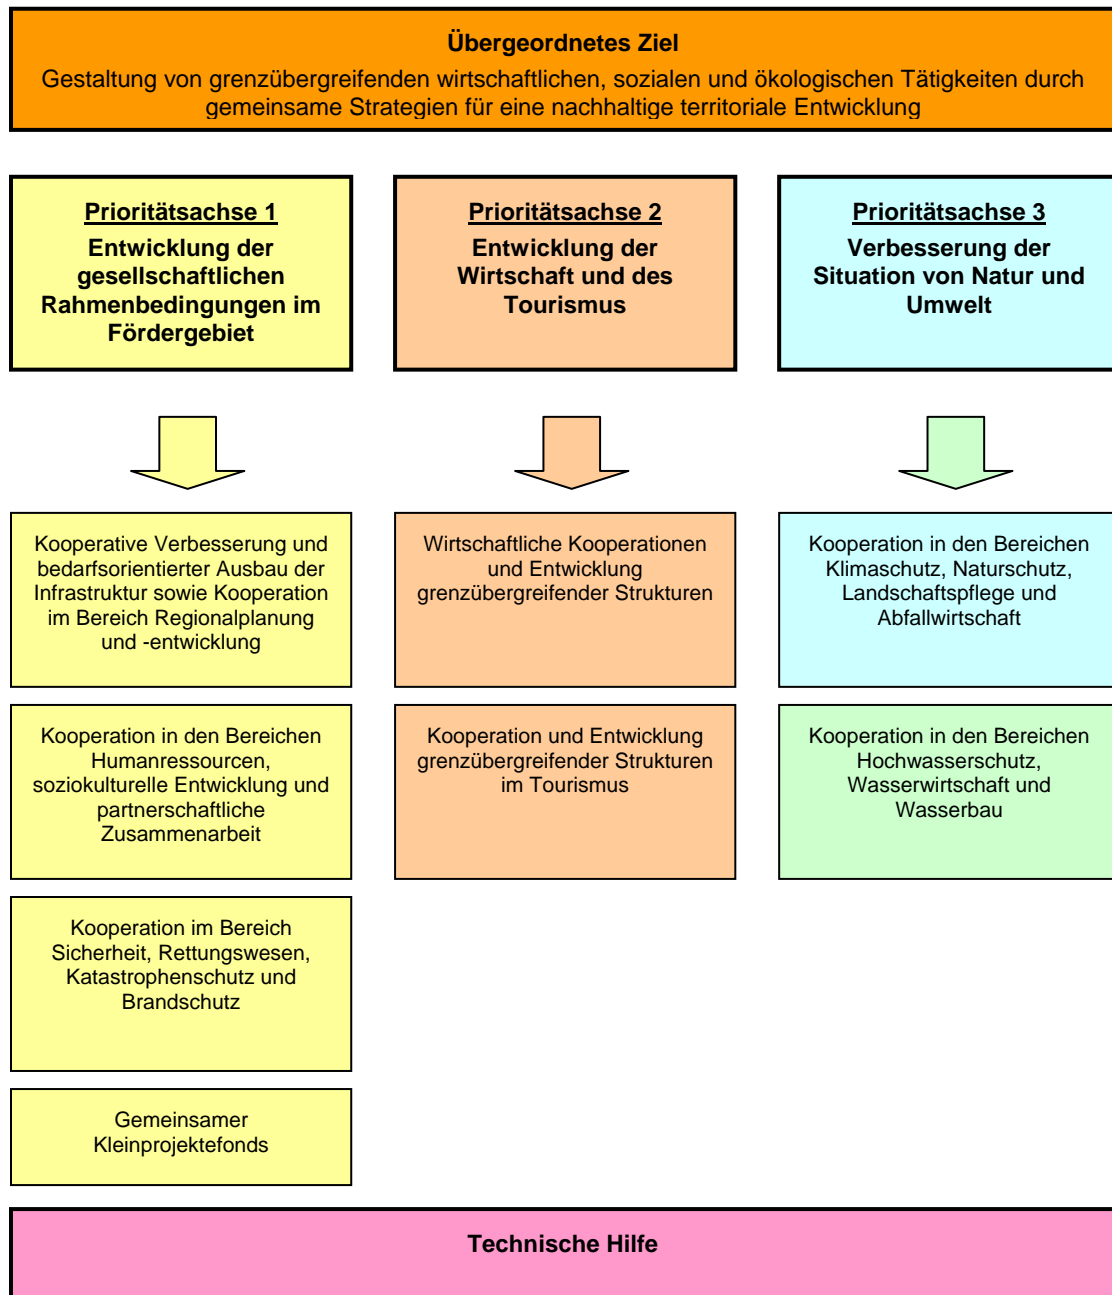 Übergeordnetes Ziel
Gestaltung von grenzübergreifenden wirtschaftlichen, sozialen und ökologischen Tätigkeiten durch
gemeinsame Strategien für eine nachhaltige territoriale Entwicklung
Prioritätsachse 1
Entwicklung der
gesellschaftlichen
Rahmenbedingungen im
Fördergebiet
Prioritätsachse 2
Entwicklung der
Wirtschaft und des
Tourismus
Prioritätsachse 3
Verbesserung der
Situation von Natur und
Umwelt
Kooperative Verbesserung und
bedarfsorientierter Ausbau der
Infrastruktur sowie Kooperation
im Bereich Regionalplanung
und -entwicklung
Wirtschaftliche Kooperationen
und Entwicklung
grenzübergreifender Strukturen
Kooperation in den Bereichen
Klimaschutz, Naturschutz,
Landschaftspflege und
Abfallwirtschaft
Kooperation in den Bereichen
Humanressourcen,
soziokulturelle Entwicklung und
partnerschaftliche
Zusammenarbeit
Kooperation und Entwicklung
grenzübergreifender Strukturen
im Tourismus
Kooperation in den Bereichen
Hochwasserschutz,
Wasserwirtschaft und
Wasserbau
Kooperation im Bereich
Sicherheit, Rettungswesen,
Katastrophenschutz und
Brandschutz
Gemeinsamer
Kleinprojektefonds
Technische Hilfe